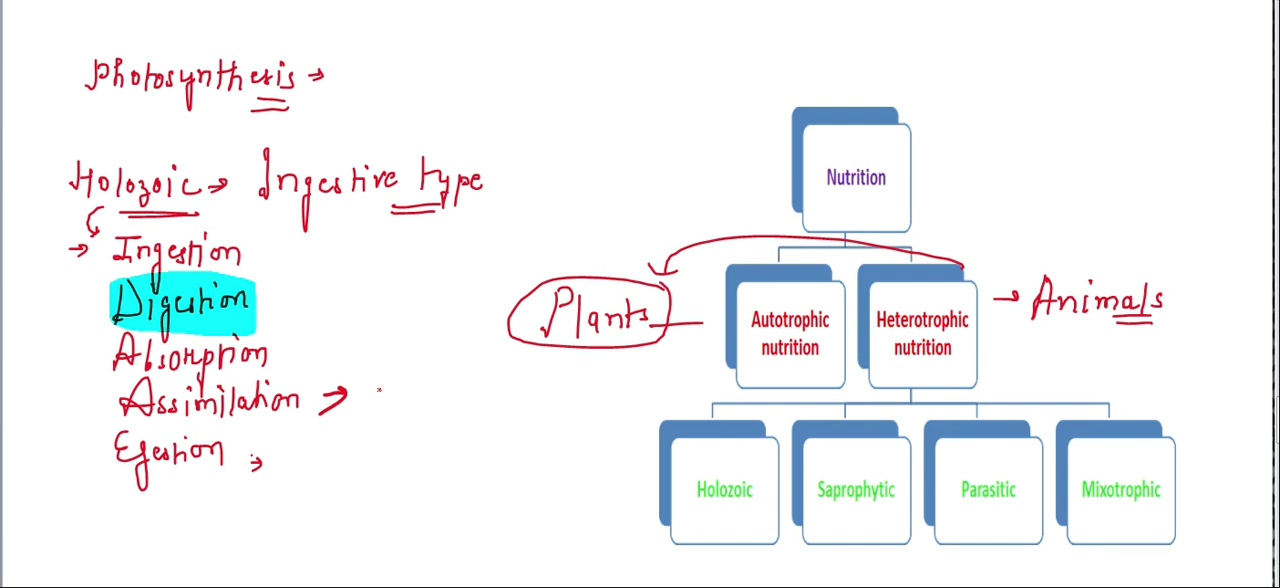 Photosynthesis →
Holozoic → Ingestive type
→ Ingestion
Digestion
Absorption
Assimilation →
Egestion →
Nutrition
Plants
Autotrophic
nutrition
Heterotrophic
nutrition
→ Animals
Holozoic
Saprophytic
Parasitic
Mixotrophic